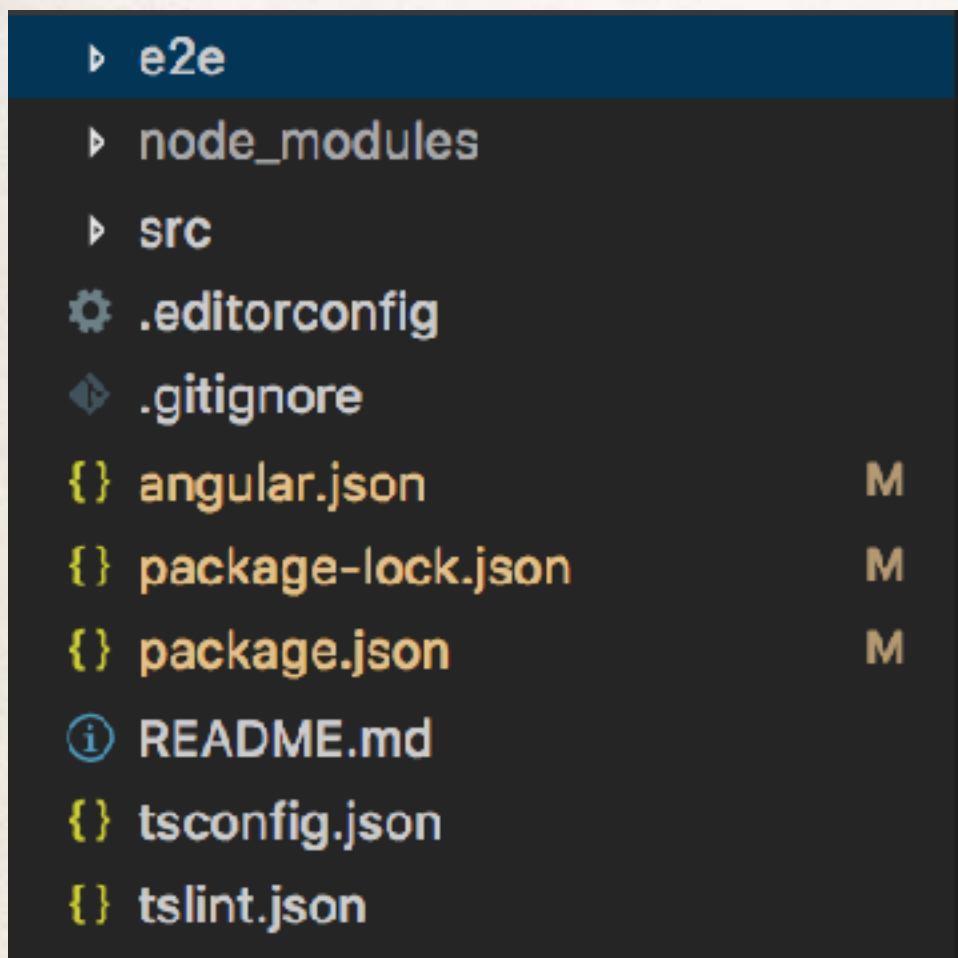 e2e
node_modules
src
.editorconfig
.gitignore
angular.json M
package-lock.json M
package.json M
README.md
tsconfig.json
tslint.json